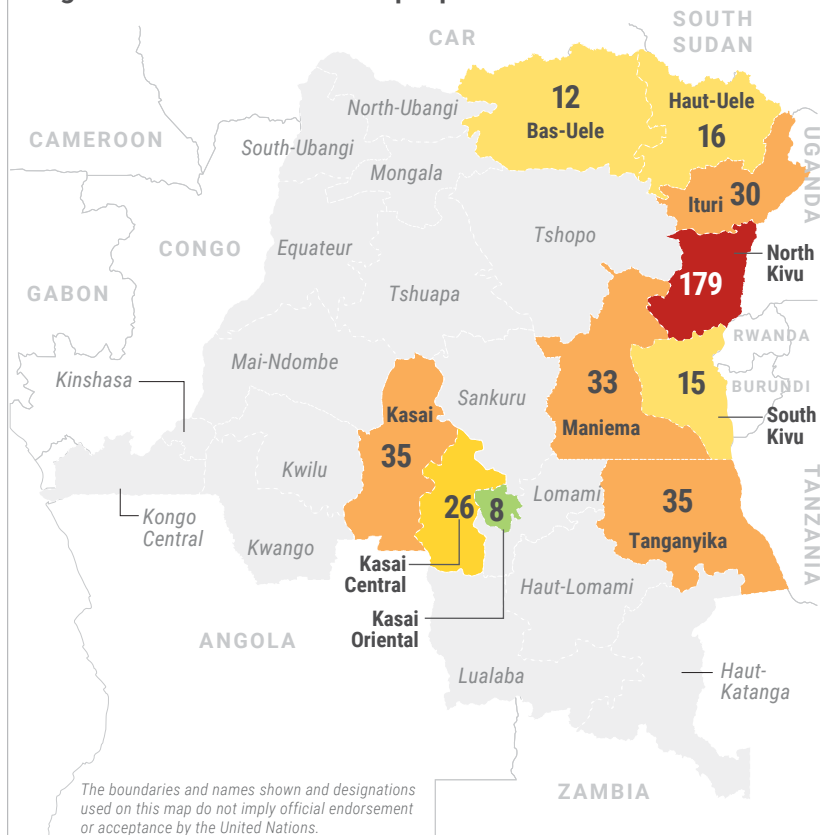 SOUTH
SUDAN
CAR
12
Bas-Uele
Haut-Uele
16
North-Ubangi
CAMEROON
South-Ubangi
Mongala
UGANDA
Ituri 30
CONGO
Equateur
Tshopo
North
Kivu
179
GABON
Tshuapa
RWANDA
Mai-Ndombe
Kinshasa
Sankuru
33
15
BURUNDI
Kasai
Maniema
South
Kivu
35
Kwilu
Lomami
TANZANIA
26
8
35
Kongo
Central
Kwango
Tanganyika
Kasai
Central
Haut-Lomami
Kasai
Oriental
ANGOLA
Lualaba
Haut-
Katanga
The boundaries and names shown and designations
used on this map do not imply official endorsement
or acceptance by the United Nations.
ZAMBIA